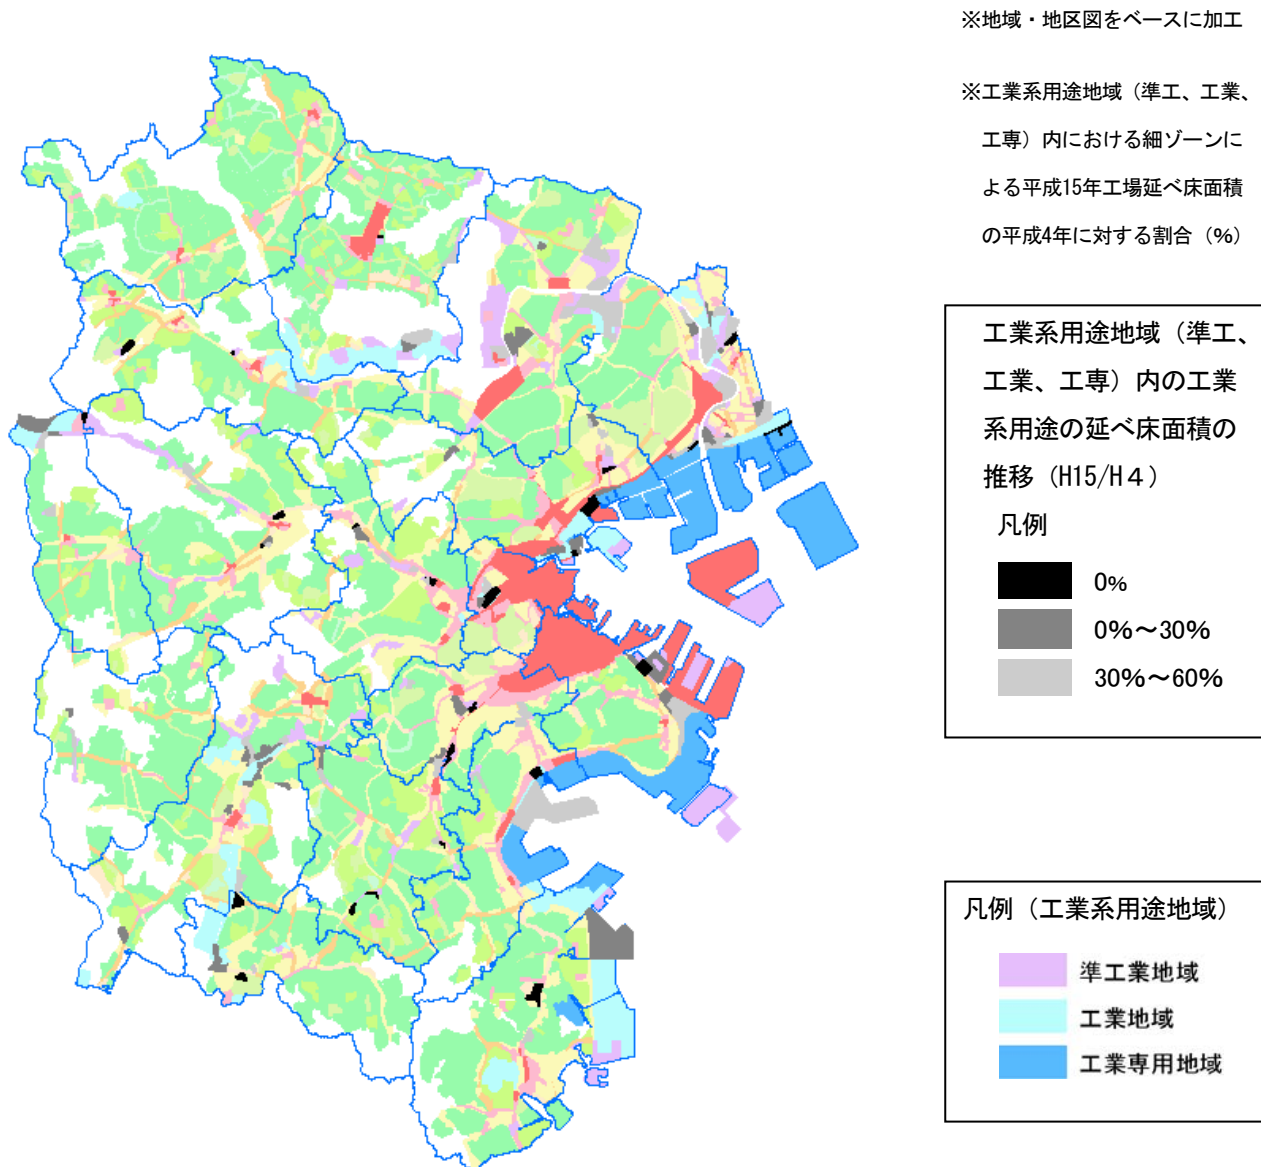 ※地域・地区図をベースに加工
※工業系用途地域（準工、工業、
工専）内における細ゾーンに
よる平成15年工場延べ床面積
の平成4年に対する割合（%）
工業系用途地域（準工、
工業、工専）内の工業
系用途の延べ床面積の
推移（H15/H４）
凡例
0%
0%～30%
30%～60%
凡例（工業系用途地域）
準工業地域
工業地域
工業専用地域